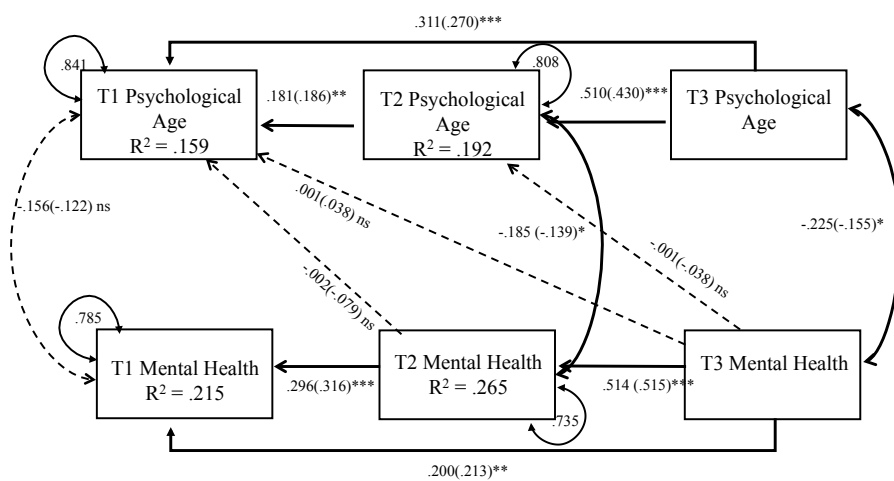 .311(.270)***
.841
.808
T1 Psychological
Age
R² = .159
.181(.186)**
T2 Psychological
Age
R² = .192
.510(.430)***
T3 Psychological
Age
-.156(-.122) ns
.001(.038) ns
-.185 (-.139)*
-.001(-.038) ns
-.225(-.155)*
-.002(-.079) ns
.785
T1 Mental Health
R² = .215
.296(.316)***
T2 Mental Health
R² = .265
.514 (.515)***
T3 Mental Health
.735
.200(.213)**